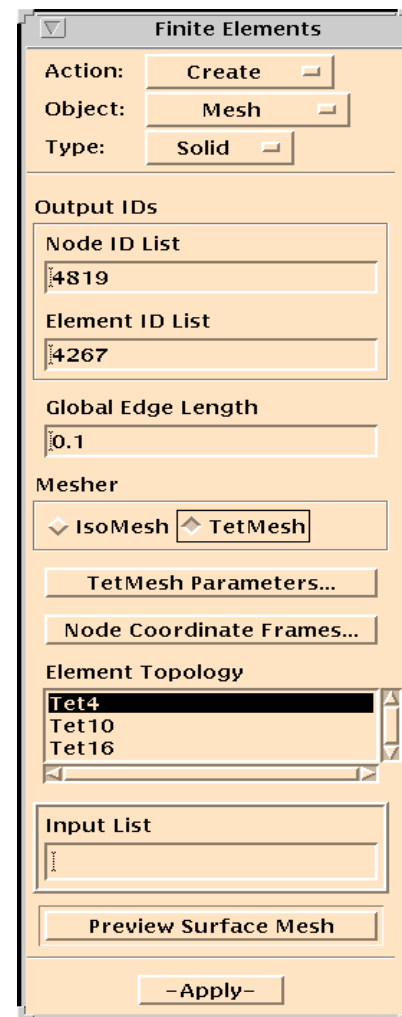 Finite Elements
Action: Create
Object: Mesh
Type: Solid
Output IDs
Node ID List
4819
Element ID List
4267
Global Edge Length
0.1
Mesher
IsoMesh TetMesh
TetMesh Parameters...
Node Coordinate Frames...
Element Topology
Tet4
Tet10
Tet16
Input List
Preview Surface Mesh
-Apply-